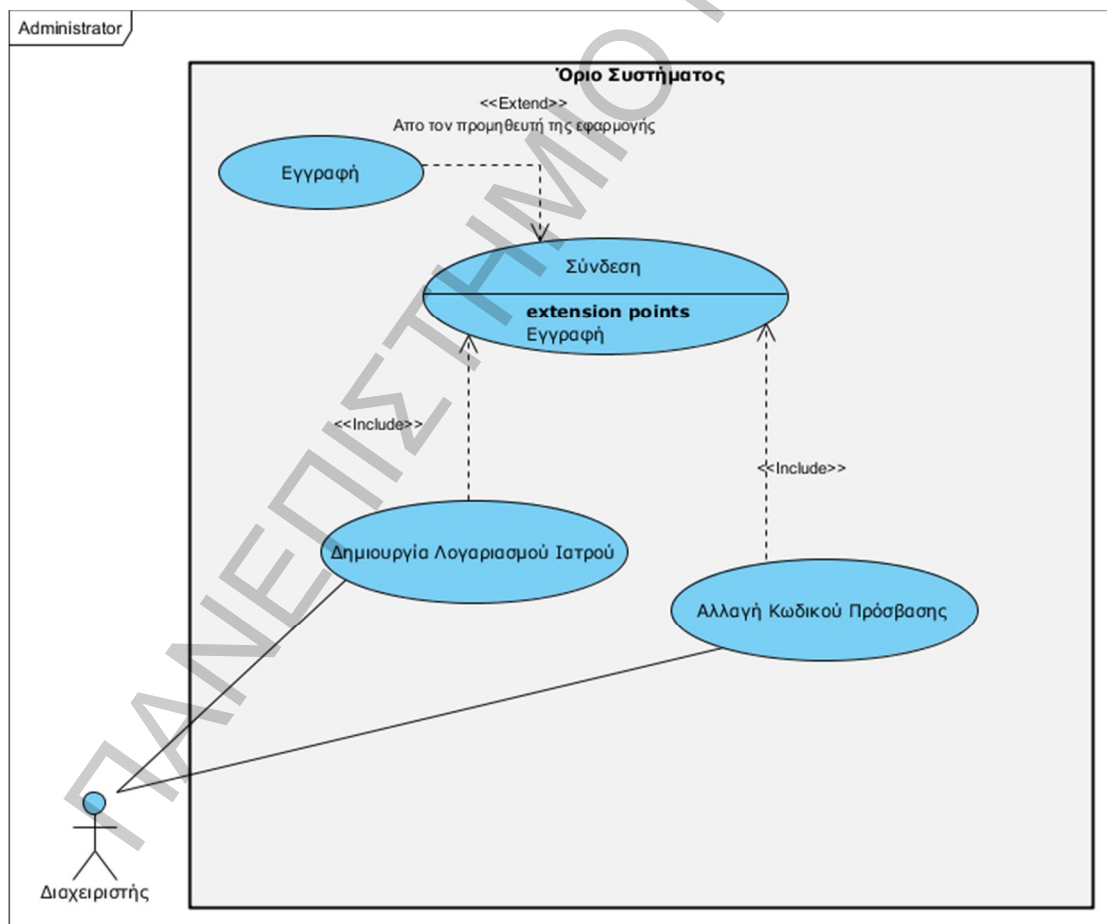 Administrator
Όριο Συστήματος
<<Extend>>
Απο τον προμηθευτή της εφαρμογής
Εγγραφή
Σύνδεση
extension points
Εγγραφή
<<Include>>
<<Include>>
Δημιουργία Λογαριασμού Ιατρού
Αλλαγή Κωδικού Πρόσβασης
Διαχειριστής
ΠΑΝΕΠΙΣΤΗΜΙΟ